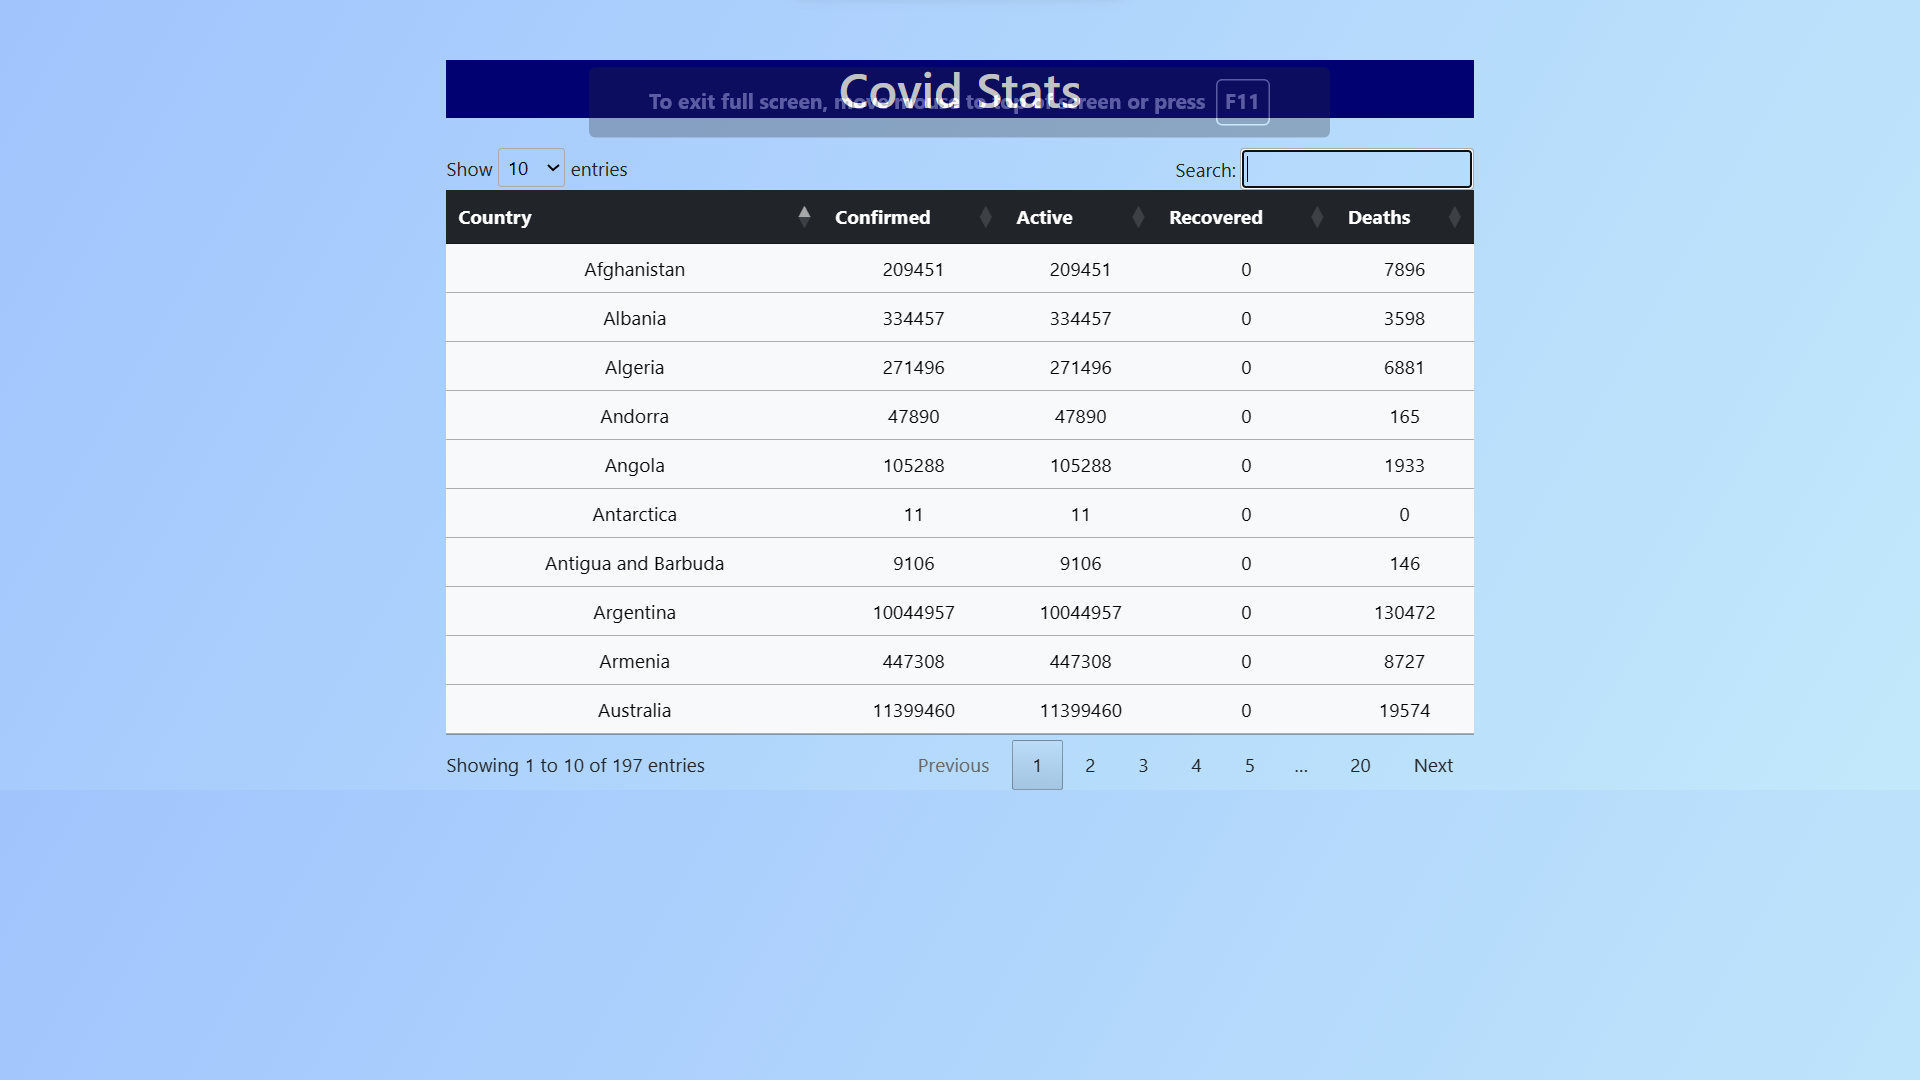 Covid Stats
To exit full screen, move mouse to top of screen or press F11
Show 10 entries Search:
Country Confirmed Active Recovered Deaths
Afghanistan 209451 209451 0 7896
Albania 334457 334457 0 3598
Algeria 271496 271496 0 6881
Andorra 47890 47890 0 165
Angola 105288 105288 0 1933
Antarctica 11 11 0 0
Antigua and Barbuda 9106 9106 0 146
Argentina 10044957 10044957 0 130472
Armenia 447308 447308 0 8727
Australia 11399460 11399460 0 19574
Showing 1 to 10 of 197 entries Previous 1 2 3 4 5 ... 20 Next